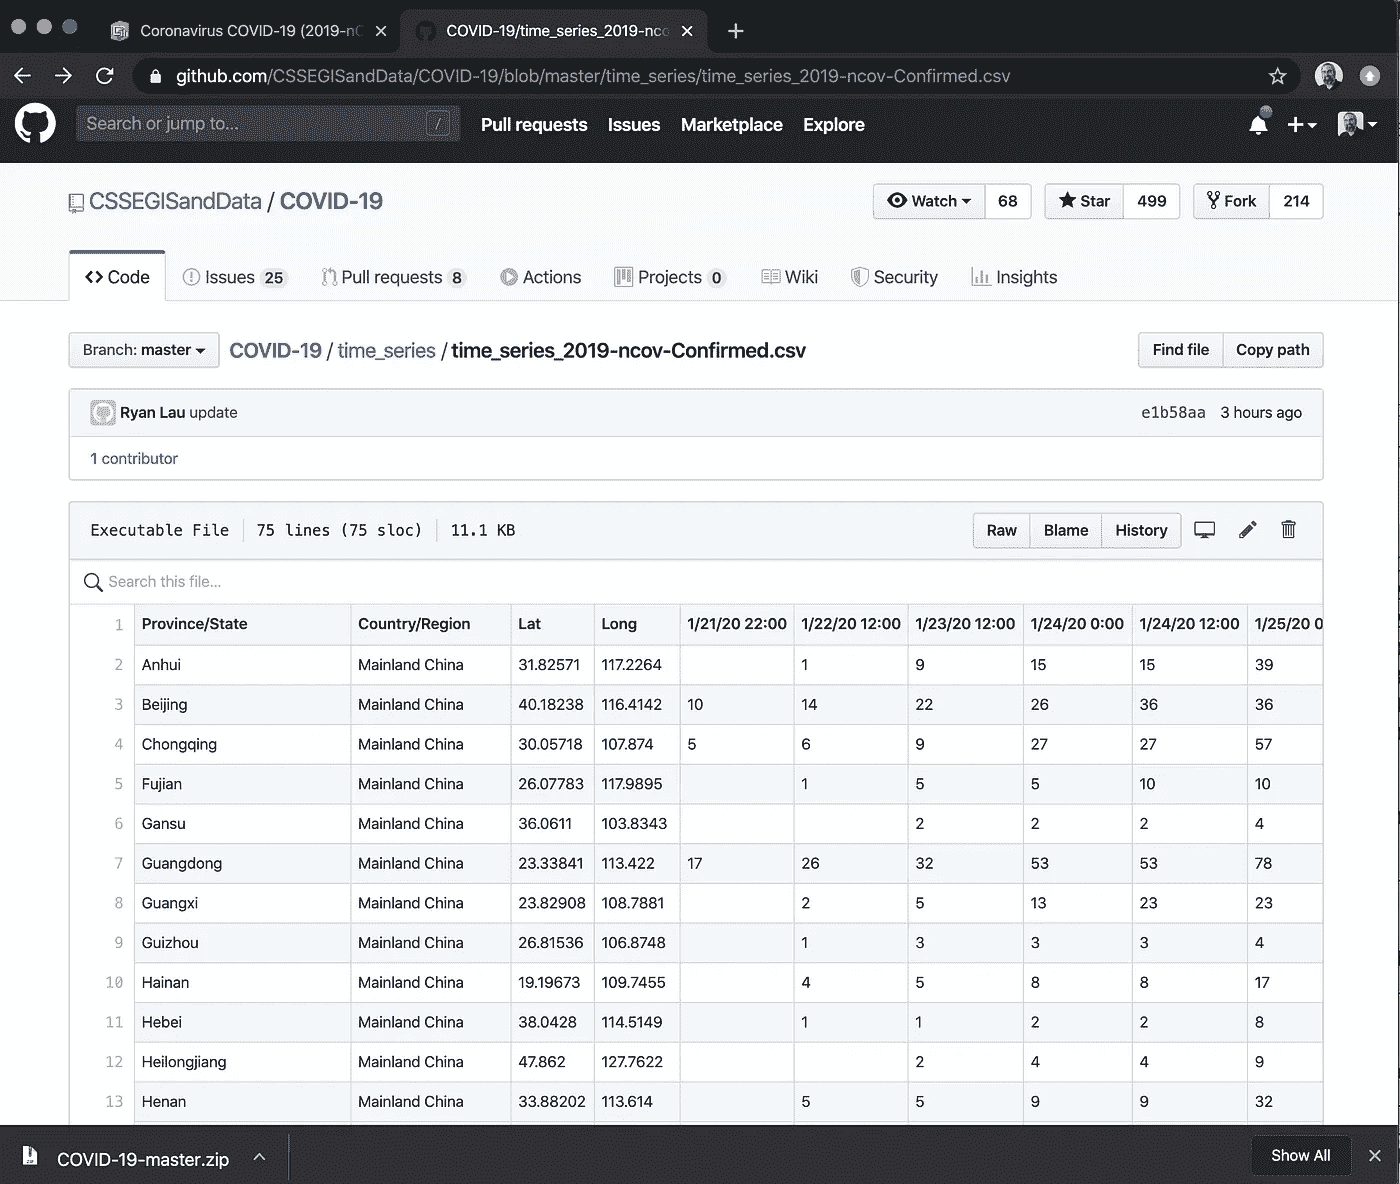 Coronavirus COVID-19 (2019-nC
COVID-19/time_series_2019-nco
github.com/CSSEGISandData/COVID-19/blob/master/time_series/time_series_2019-ncov-Confirmed.csv
Search or jump to... / Pull requests Issues Marketplace Explore
CSSEGISandData / COVID-19 Watch 68 Star 499 Fork 214
Code Issues 25 Pull requests 8 Actions Projects 0 Wiki Security Insights
Branch: master COVID-19 / time_series / time_series_2019-ncov-Confirmed.csv Find file Copy path
Ryan Lau update e1b58aa 3 hours ago
1 contributor
Executable File 75 lines (75 sloc) 11.1 KB Raw Blame History
Search this file...
1 Province/State Country/Region Lat Long 1/21/20 22:00 1/22/20 12:00 1/23/20 12:00 1/24/20 0:00 1/24/20 12:00 1/25/20 0
2 Anhui Mainland China 31.82571 117.2264 1 9 15 15 39
3 Beijing Mainland China 40.18238 116.4142 10 14 22 26 36 36
4 Chongqing Mainland China 30.05718 107.874 5 6 9 27 27 57
5 Fujian Mainland China 26.07783 117.9895 1 5 5 10 10
6 Gansu Mainland China 36.0611 103.8343 2 2 2 4
7 Guangdong Mainland China 23.33841 113.422 17 26 32 53 53 78
8 Guangxi Mainland China 23.82908 108.7881 2 5 13 23 23
9 Guizhou Mainland China 26.81536 106.8748 1 3 3 3 4
10 Hainan Mainland China 19.19673 109.7455 4 5 8 8 17
11 Hebei Mainland China 38.0428 114.5149 1 1 2 2 8
12 Heilongjiang Mainland China 47.862 127.7622 2 4 4 9
13 Henan Mainland China 33.88202 113.614 5 5 9 9 32
COVID-19-master.zip Show All